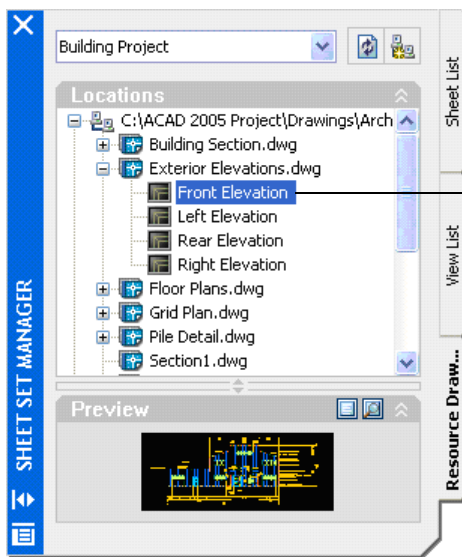 Building Project
Locations
C:\ACAD 2005 Project\Drawings\Arch
Building Section.dwg
Exterior Elevations.dwg
Front Elevation
Left Elevation
Rear Elevation
Right Elevation
Floor Plans.dwg
Grid Plan.dwg
Pile Detail.dwg
Section1.dwg
Preview
SHEET SET MANAGER
Sheet List
View List
Resource Draw...